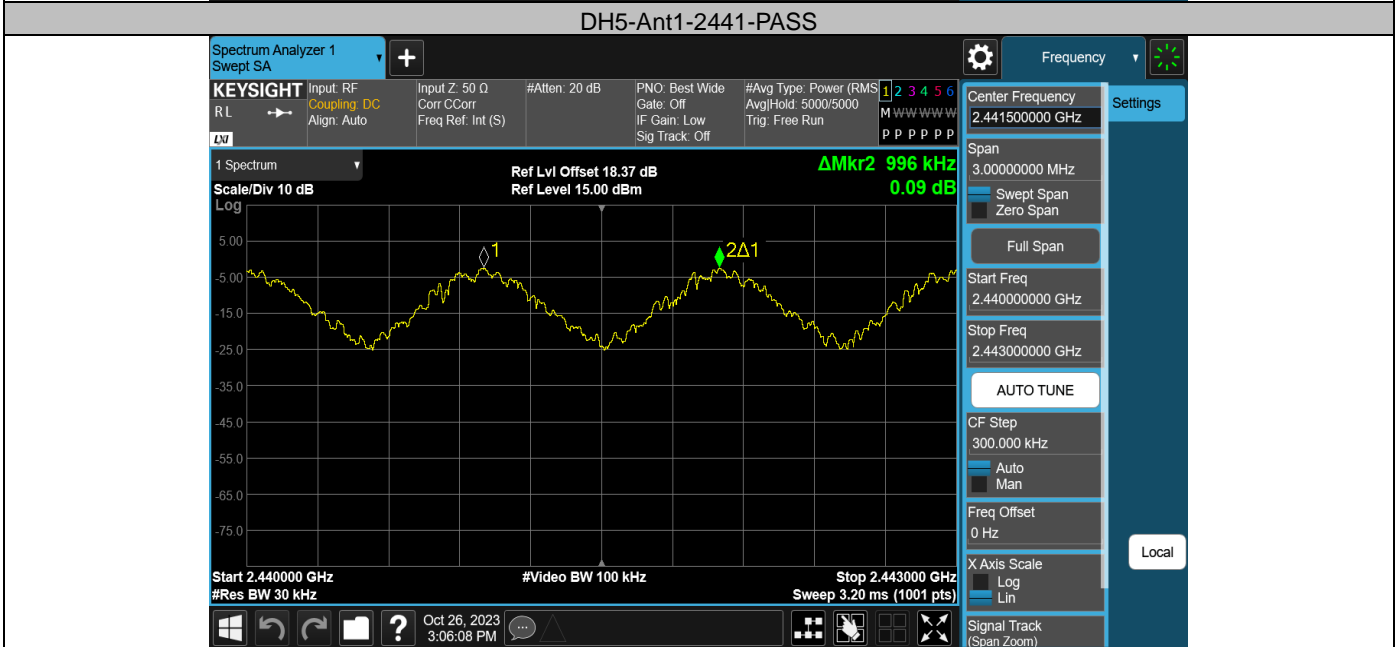 DH5-Ant1-2441-PASS
Spectrum Analyzer 1
Swept SA
Frequency
KEYSIGHT
RL
LXI
Input: RF
Coupling: DC
Align: Auto
Input Z: 50 Ω
Corr CCorr
Freq Ref: Int (S)
#Atten: 20 dB
PNO: Best Wide
Gate: Off
IF Gain: Low
Sig Track: Off
#Avg Type: Power (RMS
Avg|Hold: 5000/5000
Trig: Free Run
1 2 3 4 5 6
M W W W W W
P P P P P P
1 Spectrum
Scale/Div 10 dB
Log
Ref Lvl Offset 18.37 dB
Ref Level 15.00 dBm
ΔMkr2 996 kHz
0.09 dB
1
2Δ1
5.00
-5.00
-15.0
-25.0
-35.0
-45.0
-55.0
-65.0
-75.0
Start 2.440000 GHz
#Res BW 30 kHz
#Video BW 100 kHz
Stop 2.443000 GHz
Sweep 3.20 ms (1001 pts)
Oct 26, 2023
3:06:08 PM
Center Frequency
2.441500000 GHz
Settings
Span
3.00000000 MHz
Swept Span
Zero Span
Full Span
Start Freq
2.440000000 GHz
Stop Freq
2.443000000 GHz
AUTO TUNE
CF Step
300.000 kHz
Auto
Man
Freq Offset
0 Hz
X Axis Scale
Log
Lin
Local
Signal Track
(Span Zoom)